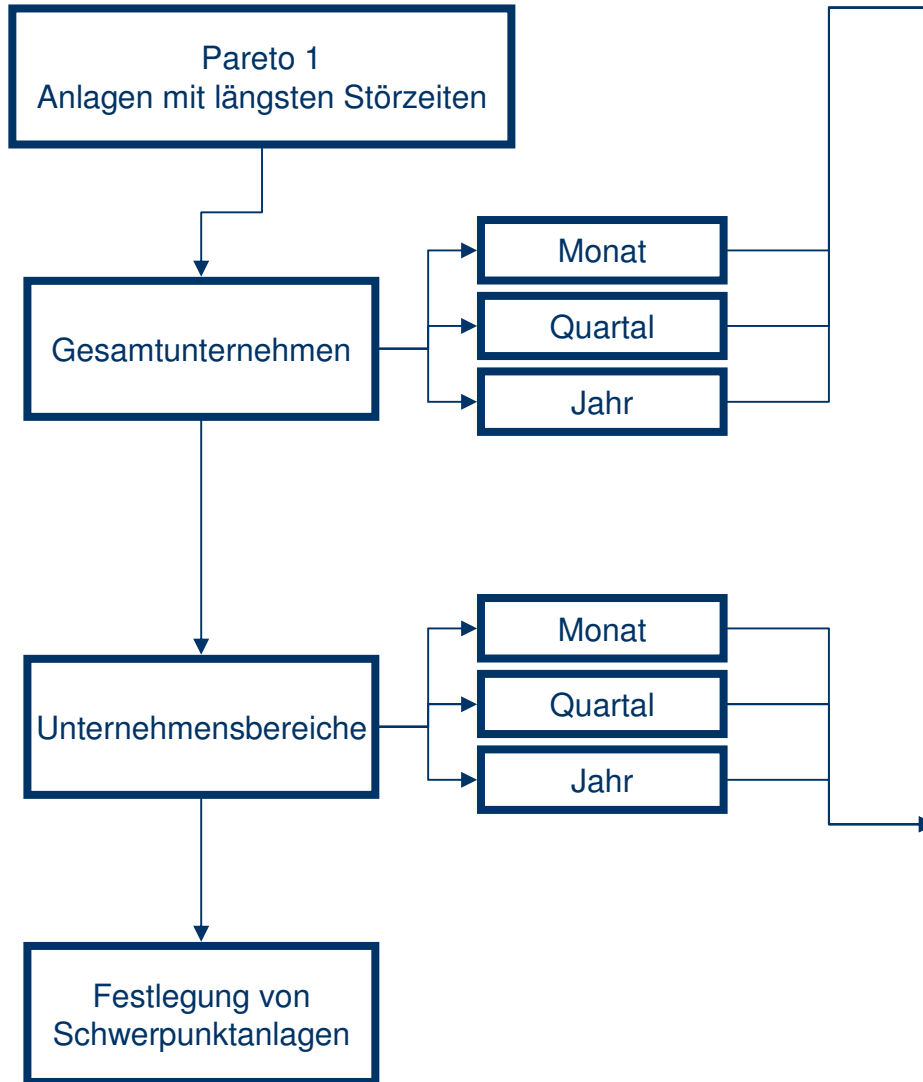 Pareto 1
Anlagen mit längsten Störzeiten
Gesamtunternehmen
Monat
Quartal
Jahr
Unternehmensbereiche
Monat
Quartal
Jahr
Festlegung von
Schwerpunktanlagen